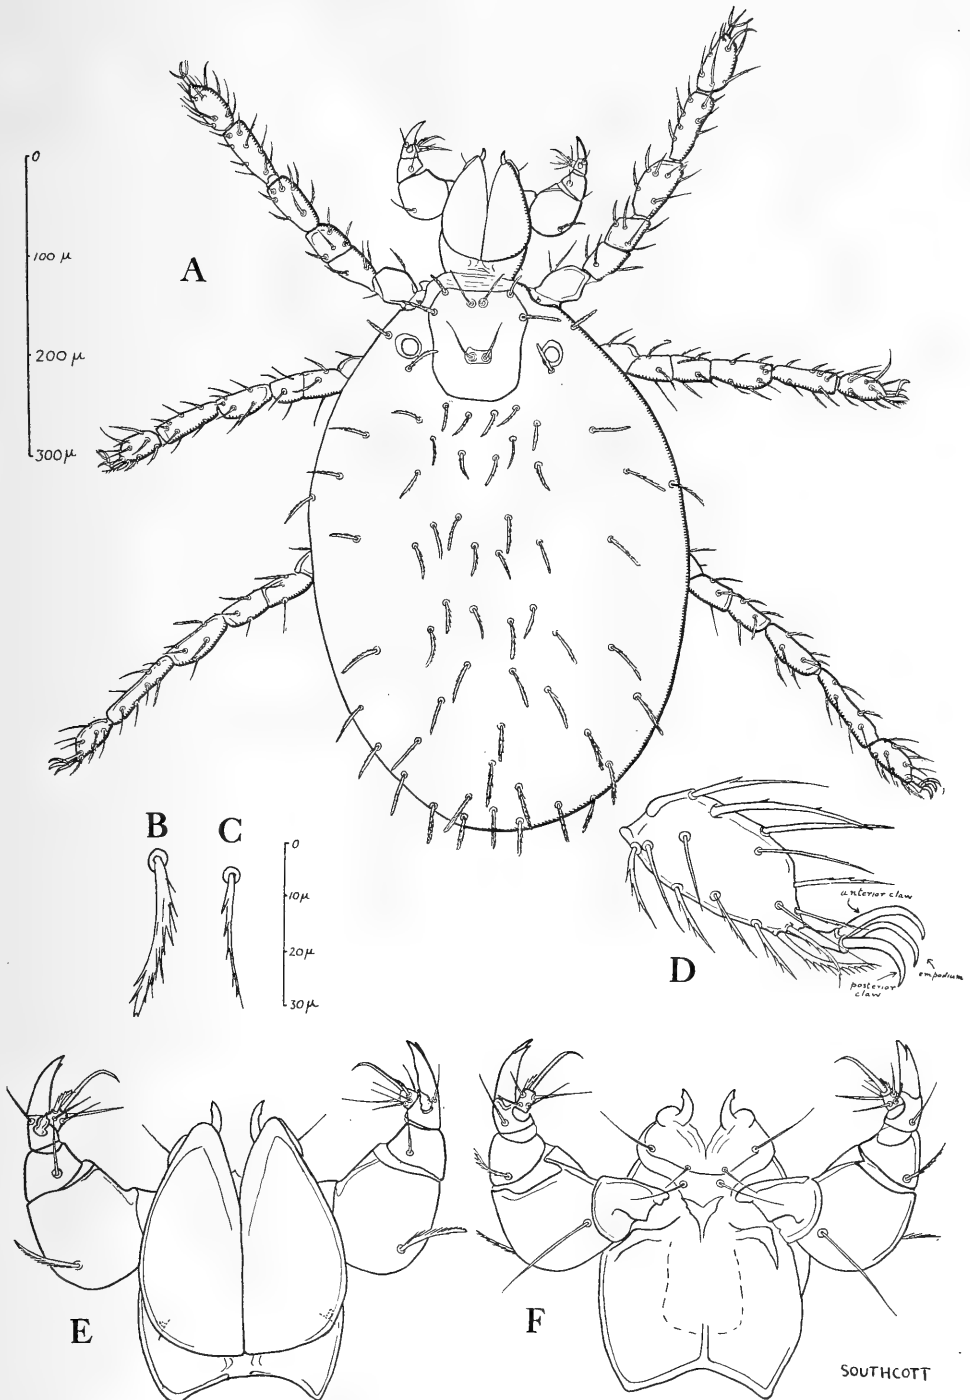 0
100 μ
200 μ
300 μ
A
B
C
0
10μ
20μ
30μ
D
anterior claw
empodium
posterior
claw
E
F
SOUTHCOTT